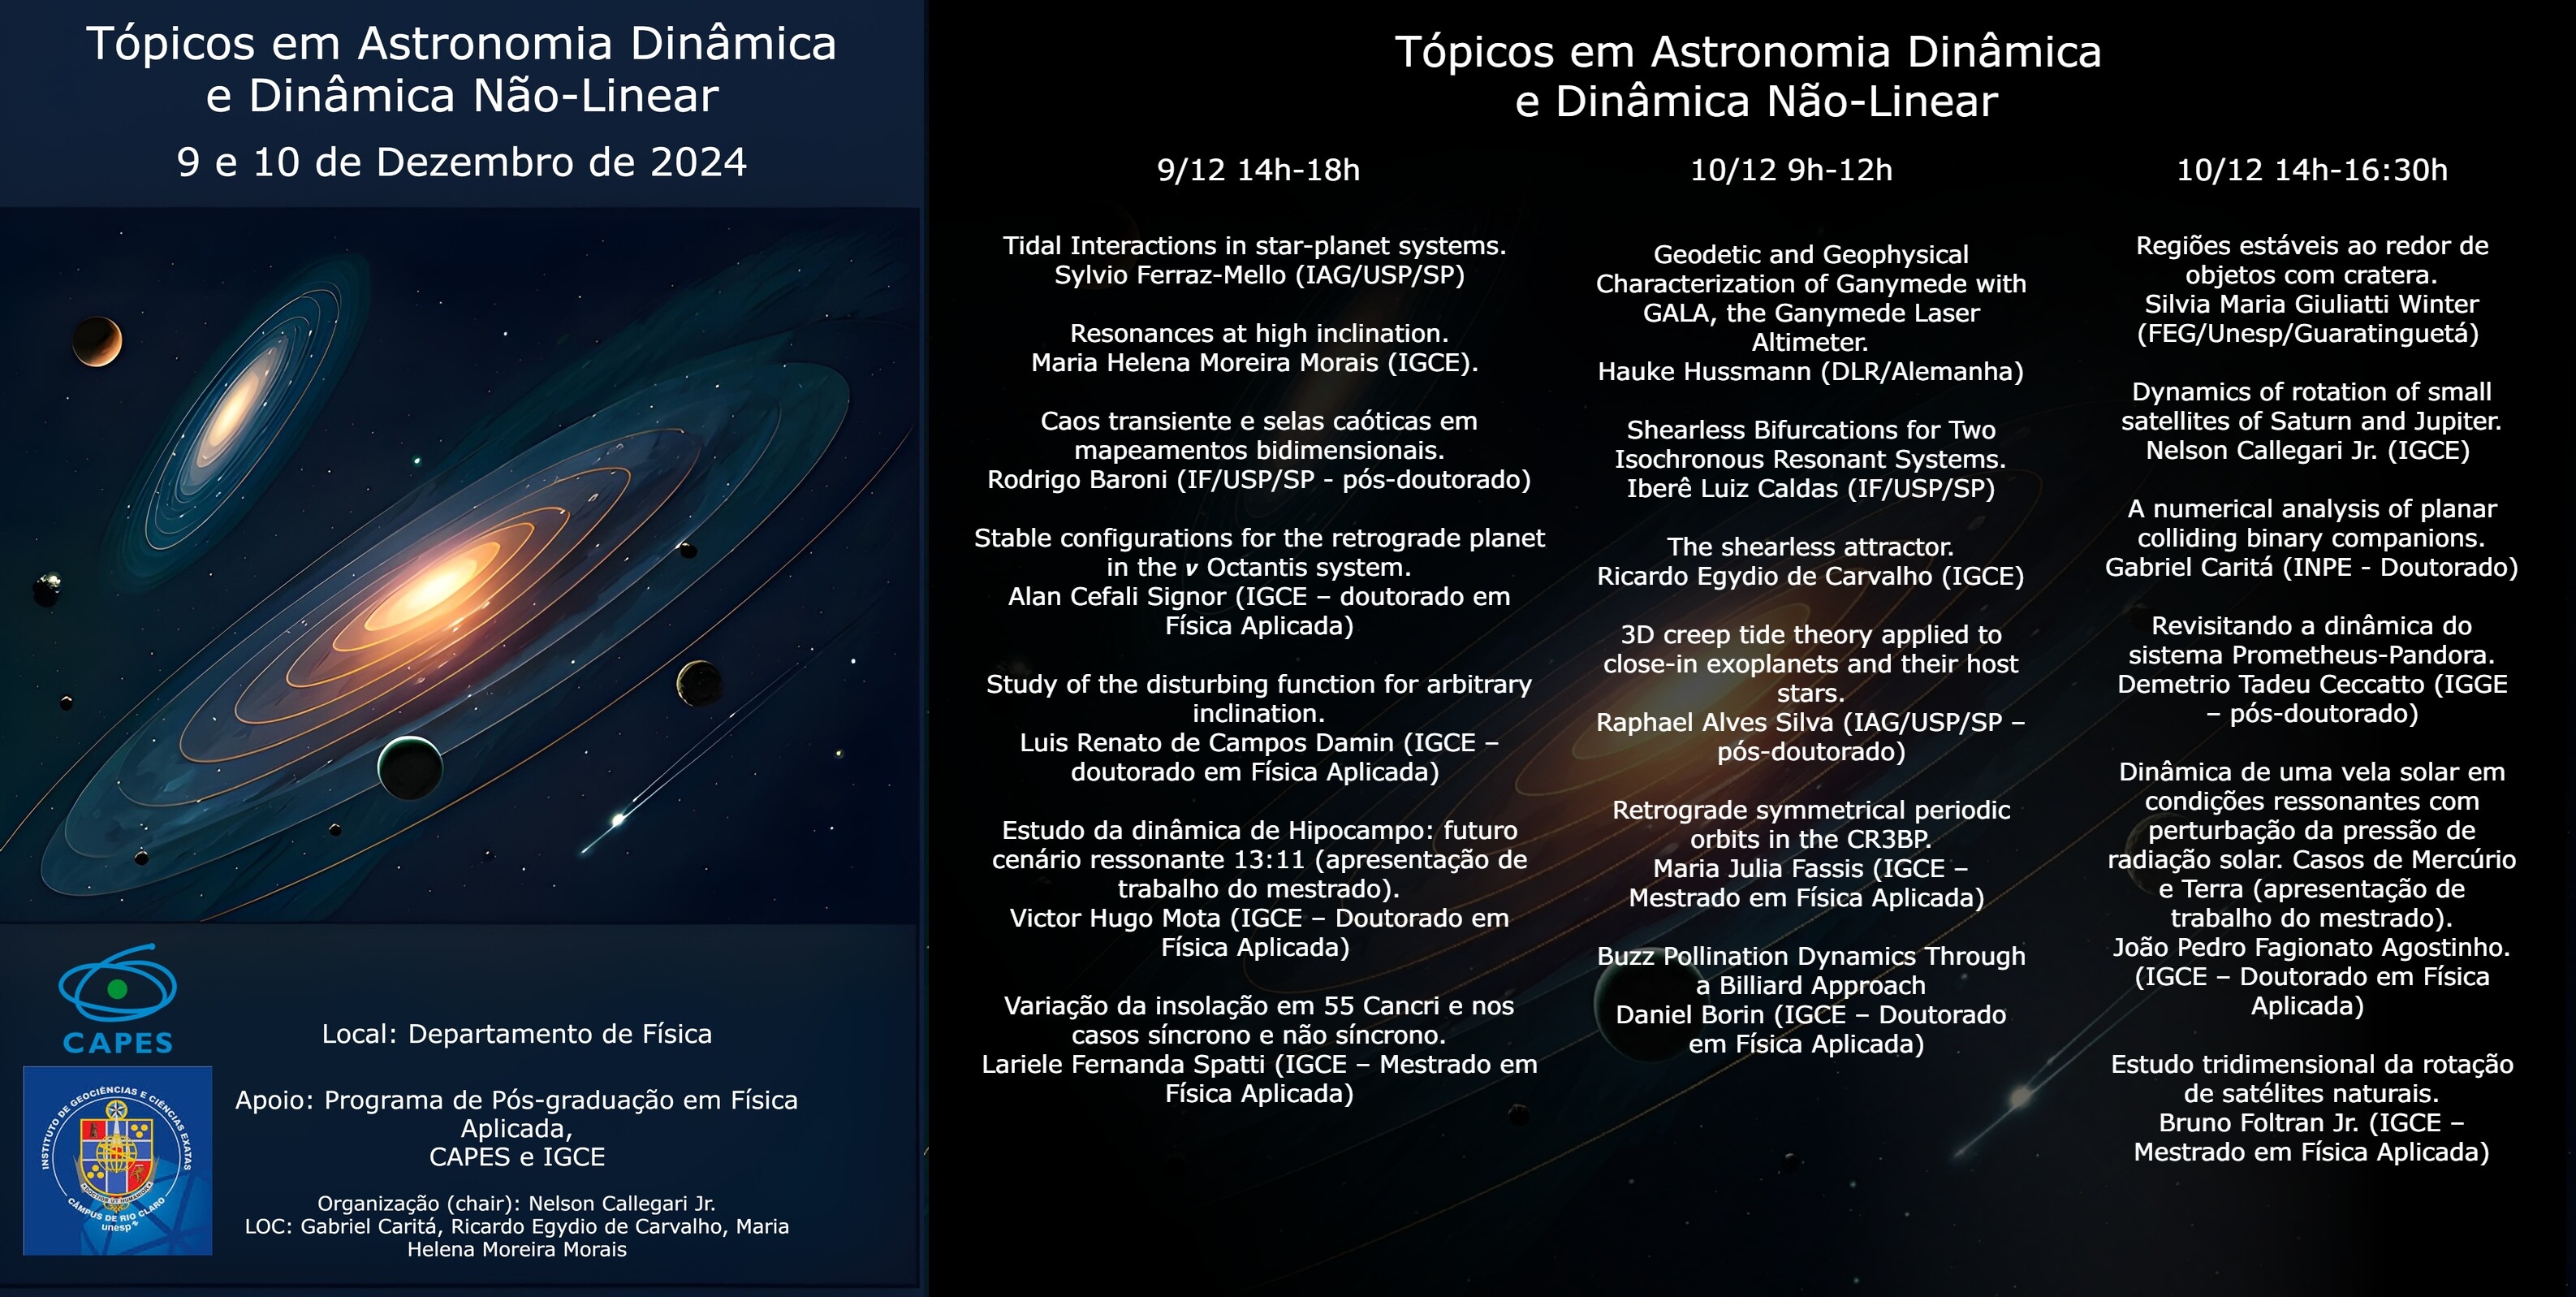 Tópicos em Astronomia Dinâmica
e Dinâmica Não-Linear
9 e 10 de Dezembro de 2024
CAPES
INSTITUTO DE GEOCIÊNCIAS E CIÊNCIAS EXATAS
CÂMPUS DE RIO CLARO
unesp
Local: Departamento de Física
Apoio: Programa de Pós-graduação em Física
Aplicada,
CAPES e IGCE
Organização (chair): Nelson Callegari Jr.
LOC: Gabriel Caritá, Ricardo Egydio de Carvalho, Maria
Helena Moreira Morais
Tópicos em Astronomia Dinâmica
e Dinâmica Não-Linear
9/12 14h-18h
Tidal Interactions in star-planet systems.
Sylvio Ferraz-Mello (IAG/USP/SP)
Resonances at high inclination.
Maria Helena Moreira Morais (IGCE).
Caos transiente e selas caóticas em
mapeamentos bidimensionais.
Rodrigo Baroni (IF/USP/SP - pós-doutorado)
Stable configurations for the retrograde planet
in the ν Octantis system.
Alan Cefali Signor (IGCE – doutorado em
Física Aplicada)
Study of the disturbing function for arbitrary
inclination.
Luis Renato de Campos Damin (IGCE –
doutorado em Física Aplicada)
Estudo da dinâmica de Hipocampo: futuro
cenário ressonante 13:11 (apresentação de
trabalho do mestrado).
Victor Hugo Mota (IGCE – Doutorado em
Física Aplicada)
Variação da insolação em 55 Cancri e nos
casos síncrono e não síncrono.
Lariele Fernanda Spatti (IGCE – Mestrado em
Física Aplicada)
10/12 9h-12h
Geodetic and Geophysical
Characterization of Ganymede with
GALA, the Ganymede Laser
Altimeter.
Hauke Hussmann (DLR/Alemanha)
Shearless Bifurcations for Two
Isochronous Resonant Systems.
Iberê Luiz Caldas (IF/USP/SP)
The shearless attractor.
Ricardo Egydio de Carvalho (IGCE)
3D creep tide theory applied to
close-in exoplanets and their host
stars.
Raphael Alves Silva (IAG/USP/SP –
pós-doutorado)
Retrograde symmetrical periodic
orbits in the CR3BP.
Maria Julia Fassis (IGCE –
Mestrado em Física Aplicada)
Buzz Pollination Dynamics Through
a Billiard Approach
Daniel Borin (IGCE – Doutorado
em Física Aplicada)
10/12 14h-16:30h
Regiões estáveis ao redor de
objetos com cratera.
Silvia Maria Giuliatti Winter
(FEG/Unesp/Guaratinguetá)
Dynamics of rotation of small
satellites of Saturn and Jupiter.
Nelson Callegari Jr. (IGCE)
A numerical analysis of planar
colliding binary companions.
Gabriel Caritá (INPE - Doutorado)
Revisitando a dinâmica do
sistema Prometheus-Pandora.
Demetrio Tadeu Ceccatto (IGGE
– pós-doutorado)
Dinâmica de uma vela solar em
condições ressonantes com
perturbação da pressão de
radiação solar. Casos de Mercúrio
e Terra (apresentação de
trabalho do mestrado).
João Pedro Fagionato Agostinho.
(IGCE – Doutorado em Física
Aplicada)
Estudo tridimensional da rotação
de satélites naturais.
Bruno Foltran Jr. (IGCE –
Mestrado em Física Aplicada)